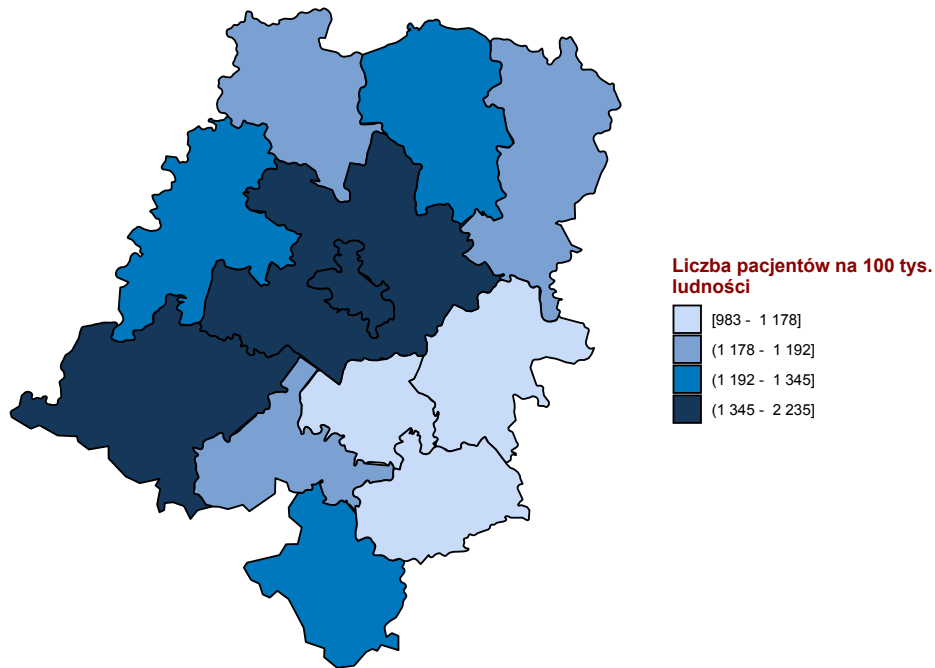 Liczba pacjentów na 100 tys.
ludności
[983 - 1 178]
(1 178 - 1 192]
(1 192 - 1 345]
(1 345 - 2 235]